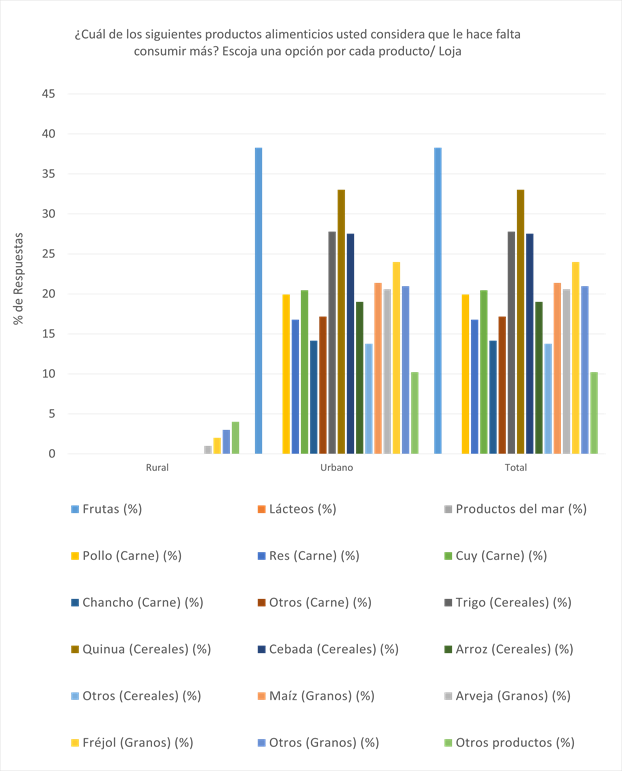 ¿Cuál de los siguientes productos alimenticios usted considera que le hace falta
consumir más? Escoja una opción por cada producto/ Loja
45
40
35
30
25
20
15
10
5
0
% de Respuestas
Rural Urbano Total
Frutas (%) Lácteos (%) Productos del mar (%)
Pollo (Carne) (%) Res (Carne) (%) Cuy (Carne) (%)
Chancho (Carne) (%) Otros (Carne) (%) Trigo (Cereales) (%)
Quinua (Cereales) (%) Cebada (Cereales) (%) Arroz (Cereales) (%)
Otros (Cereales) (%) Maíz (Granos) (%) Arveja (Granos) (%)
Fréjol (Granos) (%) Otros (Granos) (%) Otros productos (%)